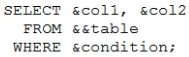 SELECT &col1, &col2
FROM &&table
WHERE &condition;